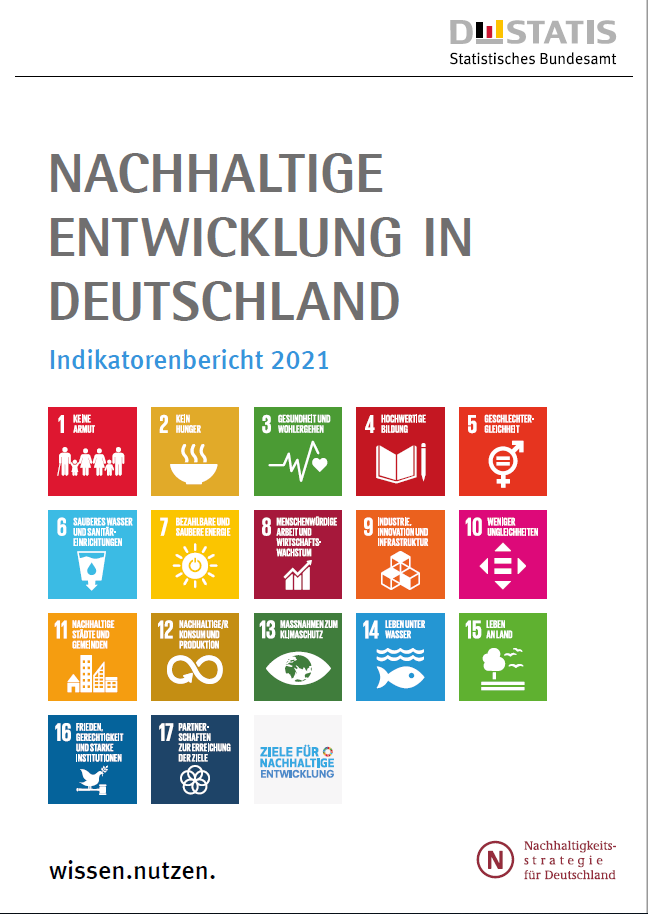 DESTATIS
Statistisches Bundesamt
NACHHALTIGE
ENTWICKLUNG IN
DEUTSCHLAND
Indikatorenbericht 2021
1 KEINE
ARMUT
2 KEIN
HUNGER
3 GESUNDHEIT UND
WOHLERGEHEN
4 HOCHWERTIGE
BILDUNG
5 GESCHLECHTER-
GLEICHHEIT
6 SAUBERES WASSER
UND SANITÄR-
EINRICHTUNGEN
7 BEZAHLBARE UND
SAUBERE ENERGIE
8 MENSCHENWÜRDIGE
ARBEIT UND
WIRTSCHAFTS-
WACHSTUM
9 INDUSTRIE,
INNOVATION UND
INFRASTRUKTUR
10 WENIGER
UNGLEICHHEITEN
11 NACHHALTIGE
STÄDTE UND
GEMEINDEN
12 NACHHALTIGE/R
KONSUM UND
PRODUKTION
13 MASSNAHMEN ZUM
KLIMASCHUTZ
14 LEBEN UNTER
WASSER
15 LEBEN
AN LAND
16 FRIEDEN,
GERECHTIGKEIT
UND STARKE
INSTITUTIONEN
17 PARTNER-
SCHAFTEN
ZUR ERREICHUNG
DER ZIELE
ZIELE FÜR
NACHHALTIGE
ENTWICKLUNG
wissen.nutzen.
N
Nachhaltigkeits-
strategie
für Deutschland